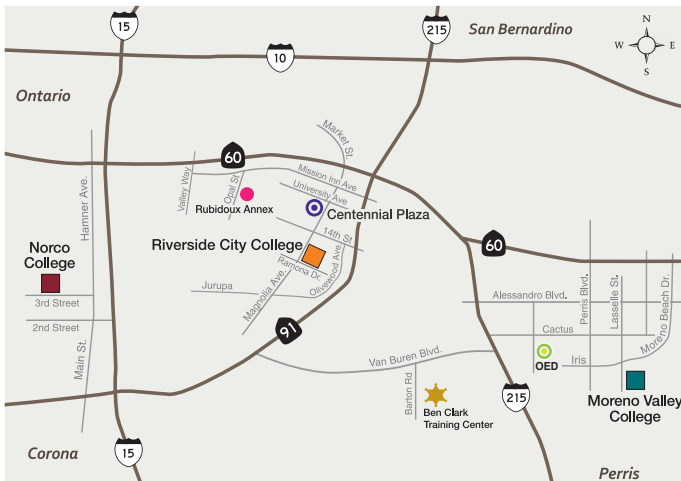 15
215
San Bernardino
N
W
E
S
10
Ontario
Market St.
60
Mission Inn Ave
University Ave
Valley Way
Opal St
Hamner Ave.
Rubidoux Annex
Centennial Plaza
14th St
Riverside City College
60
Norco
College
Ramona Dr.
Olivewood Ave
Magnolia Ave.
Jurupa
3rd Street
2nd Street
Main St.
91
Alessandro Blvd.
Perris Blvd.
Lasselle St.
Moreno Beach Dr.
Cactus
Van Buren Blvd.
Iris
OED
Barton Rd
Ben Clark
Training Center
215
Moreno Valley
College
Corona
15
Perris